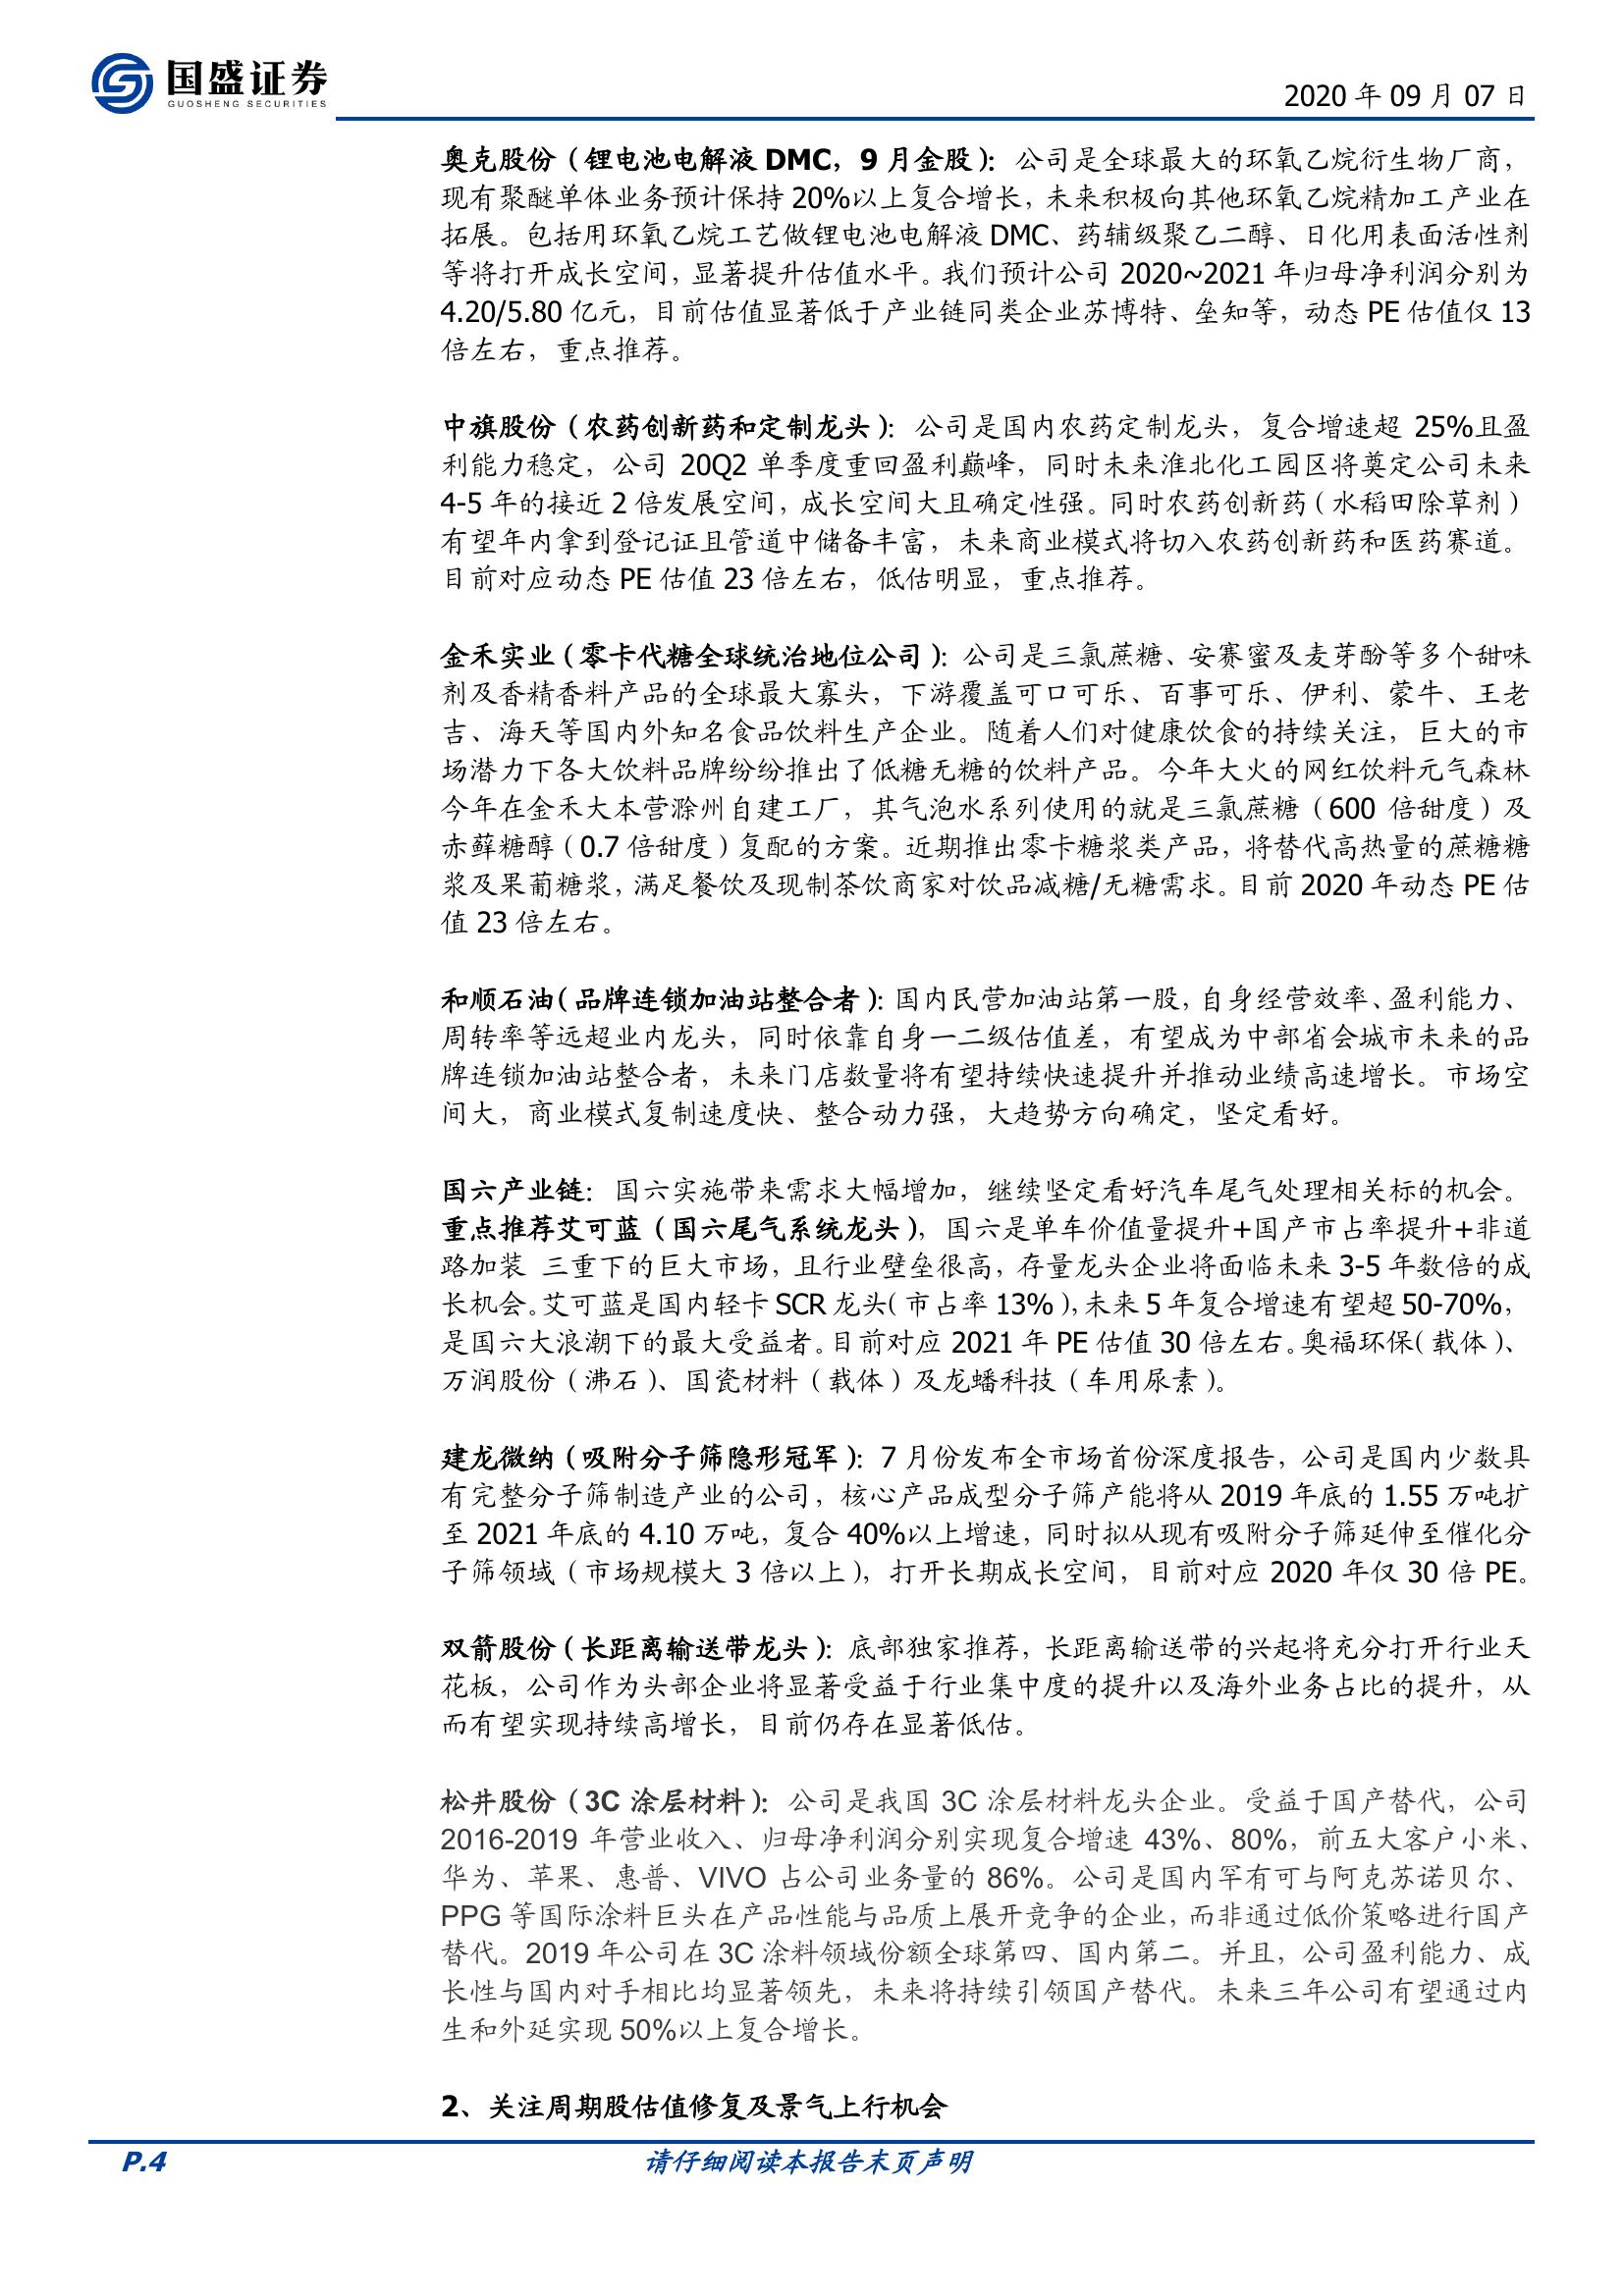 国盛证券
GUOSHENG SECURITIES
2020 年 09 月 07 日
奥克股份（锂电池电解液 DMC，9 月金股）：公司是全球最大的环氧乙烷衍生物厂商，
现有聚醚单体业务预计保持 20%以上复合增长，未来积极向其他环氧乙烷精加工产业在
拓展。包括用环氧乙烷工艺做锂电池电解液 DMC、药辅级聚乙二醇、日化用表面活性剂
等将打开成长空间，显著提升估值水平。我们预计公司 2020~2021 年归母净利润分别为
4.20/5.80 亿元，目前估值显著低于产业链同类企业苏博特、垒知等，动态 PE 估值仅 13
倍左右，重点推荐。
中旗股份（农药创新药和定制龙头）：公司是国内农药定制龙头，复合增速超 25%且盈
利能力稳定，公司 20Q2 单季度重回盈利巅峰，同时未来淮北化工园区将奠定公司未来
4-5 年的接近 2 倍发展空间，成长空间大且确定性强。同时农药创新药（水稻田除草剂）
有望年内拿到登记证且管道中储备丰富，未来商业模式将切入农药创新药和医药赛道。
目前对应动态 PE 估值 23 倍左右，低估明显，重点推荐。
金禾实业（零卡代糖全球统治地位公司）：公司是三氯蔗糖、安赛蜜及麦芽酚等多个甜味
剂及香精香料产品的全球最大寡头，下游覆盖可口可乐、百事可乐、伊利、蒙牛、王老
吉、海天等国内外知名食品饮料生产企业。随着人们对健康饮食的持续关注，巨大的市
场潜力下各大饮料品牌纷纷推出了低糖无糖的饮料产品。今年大火的网红饮料元气森林
今年在金禾大本营滁州自建工厂，其气泡水系列使用的就是三氯蔗糖（600 倍甜度）及
赤藓糖醇（0.7 倍甜度）复配的方案。近期推出零卡糖浆类产品，将替代高热量的蔗糖糖
浆及果葡糖浆，满足餐饮及现制茶饮商家对饮品减糖/无糖需求。目前 2020 年动态 PE 估
值 23 倍左右。
和顺石油（品牌连锁加油站整合者）：国内民营加油站第一股，自身经营效率、盈利能力、
周转率等远超业内龙头，同时依靠自身一二级估值差，有望成为中部省会城市未来的品
牌连锁加油站整合者，未来门店数量将有望持续快速提升并推动业绩高速增长。市场空
间大，商业模式复制速度快、整合动力强，大趋势方向确定，坚定看好。
国六产业链：国六实施带来需求大幅增加，继续坚定看好汽车尾气处理相关标的机会。
重点推荐艾可蓝（国六尾气系统龙头），国六是单车价值量提升+国产市占率提升+非道
路加装 三重下的巨大市场，且行业壁垒很高，存量龙头企业将面临未来 3-5 年数倍的成
长机会。艾可蓝是国内轻卡 SCR 龙头（市占率 13%），未来 5 年复合增速有望超 50-70%，
是国六大浪潮下的最大受益者。目前对应 2021 年 PE 估值 30 倍左右。奥福环保（载体）、
万润股份（沸石）、国瓷材料（载体）及龙蟠科技（车用尿素）。
建龙微纳（吸附分子筛隐形冠军）：7 月份发布全市场首份深度报告，公司是国内少数具
有完整分子筛制造产业的公司，核心产品成型分子筛产能将从 2019 年底的 1.55 万吨扩
至 2021 年底的 4.10 万吨，复合 40%以上增速，同时拟从现有吸附分子筛延伸至催化分
子筛领域（市场规模大 3 倍以上），打开长期成长空间，目前对应 2020 年仅 30 倍 PE。
双箭股份（长距离输送带龙头）：底部独家推荐，长距离输送带的兴起将充分打开行业天
花板，公司作为头部企业将显著受益于行业集中度的提升以及海外业务占比的提升，从
而有望实现持续高增长，目前仍存在显著低估。
松井股份（3C 涂层材料）：公司是我国 3C 涂层材料龙头企业。受益于国产替代，公司
2016-2019 年营业收入、归母净利润分别实现复合增速 43%、80%，前五大客户小米、
华为、苹果、惠普、VIVO 占公司业务量的 86%。公司是国内罕有可与阿克苏诺贝尔、
PPG 等国际涂料巨头在产品性能与品质上展开竞争的企业，而非通过低价策略进行国产
替代。2019 年公司在 3C 涂料领域份额全球第四、国内第二。并且，公司盈利能力、成
长性与国内对手相比均显著领先，未来将持续引领国产替代。未来三年公司有望通过内
生和外延实现 50%以上复合增长。
2、关注周期股估值修复及景气上行机会
P.4
请仔细阅读本报告末页声明